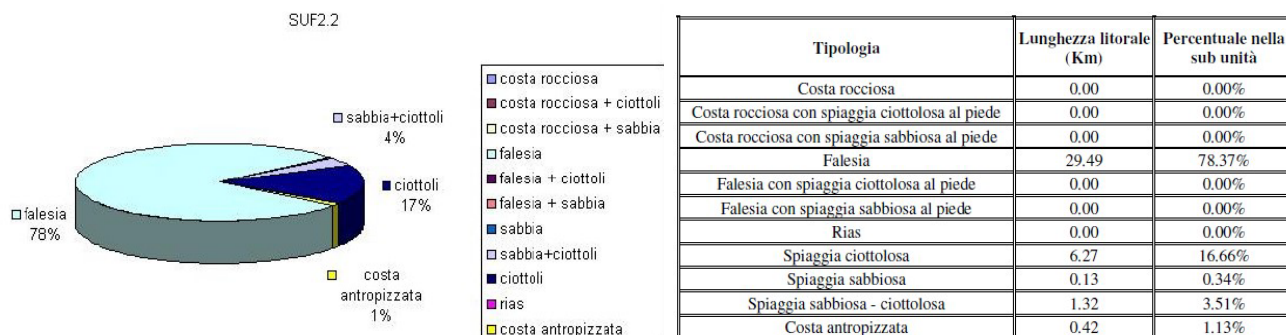 SUF2.2
sabbia+ciottoli
4%
ciottoli
17%
falesia
78%
costa
antropizzata
1%
costa rocciosa
costa rocciosa + ciottoli
costa rocciosa + sabbia
falesia
falesia + ciottoli
falesia + sabbia
sabbia
sabbia+ciottoli
ciottoli
rias
costa antropizzata
Tipologia Lunghezza litorale (Km) Percentuale nella sub unità
Costa rocciosa 0.00 0.00%
Costa rocciosa con spiaggia ciottolosa al piede 0.00 0.00%
Costa rocciosa con spiaggia sabbiosa al piede 0.00 0.00%
Falesia 29.49 78.37%
Falesia con spiaggia ciottolosa al piede 0.00 0.00%
Falesia con spiaggia sabbiosa al piede 0.00 0.00%
Rias 0.00 0.00%
Spiaggia ciottolosa 6.27 16.66%
Spiaggia sabbiosa 0.13 0.34%
Spiaggia sabbiosa - ciottolosa 1.32 3.51%
Costa antropizzata 0.42 1.13%